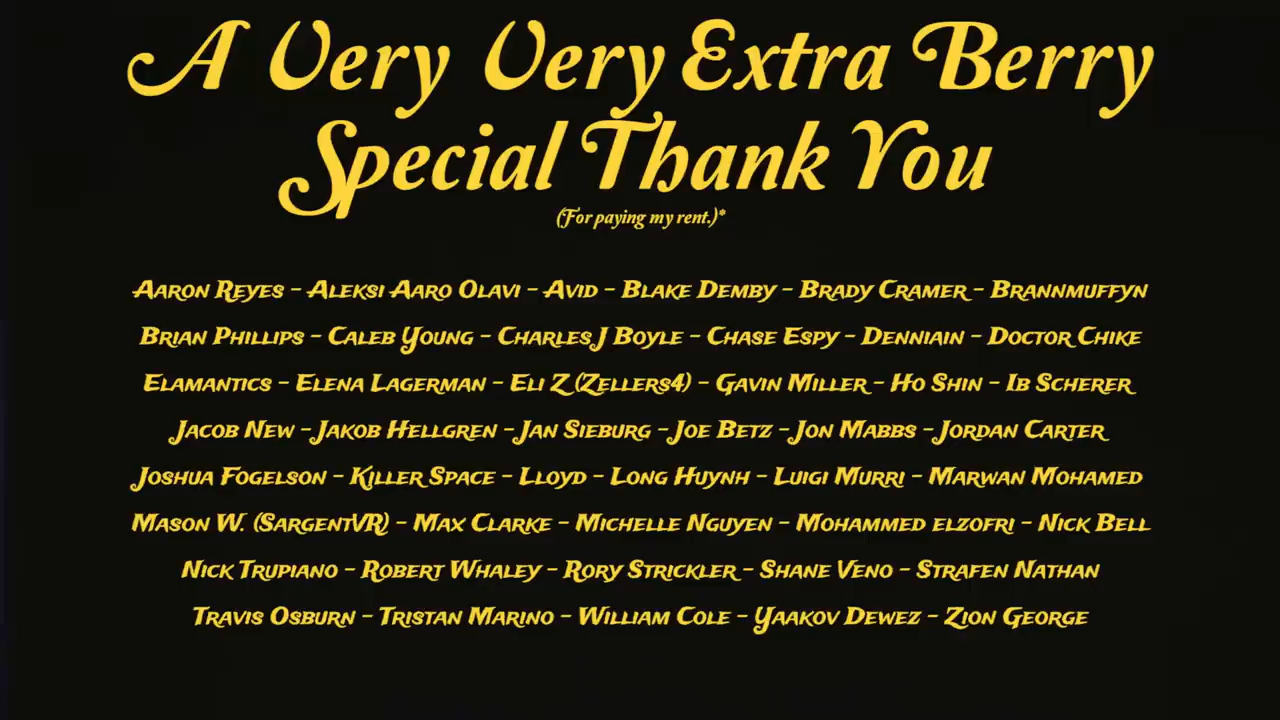 A Very Very Extra Berry
Special Thank You
(For paying my rent.)*
Aaron Reyes - Aleksi Aaro Olavi - Avid - Blake Demby - Brady Cramer - Brannmuffyn
Brian Phillips - Caleb Young - Charles J Boyle - Chase Espy - Denniain - Doctor Chike
Elamantics - Elena Lagerman - Eli Z (Zellers4) - Gavin Miller - Ho Shin - Ib Scherer
Jacob New - Jakob Hellgren - Jan Sieburg - Joe Betz - Jon Mabbs - Jordan Carter
Joshua Fogelson - Killer Space - Lloyd - Long Huynh - Luigi Murri - Marwan Mohamed
Mason W. (SargentVR) - Max Clarke - Michelle Nguyen - Mohammed elzofri - Nick Bell
Nick Trupiano - Robert Whaley - Rory Strickler - Shane Veno - Strafen Nathan
Travis Osburn - Tristan Marino - William Cole - Yaakov Dewez - Zion George